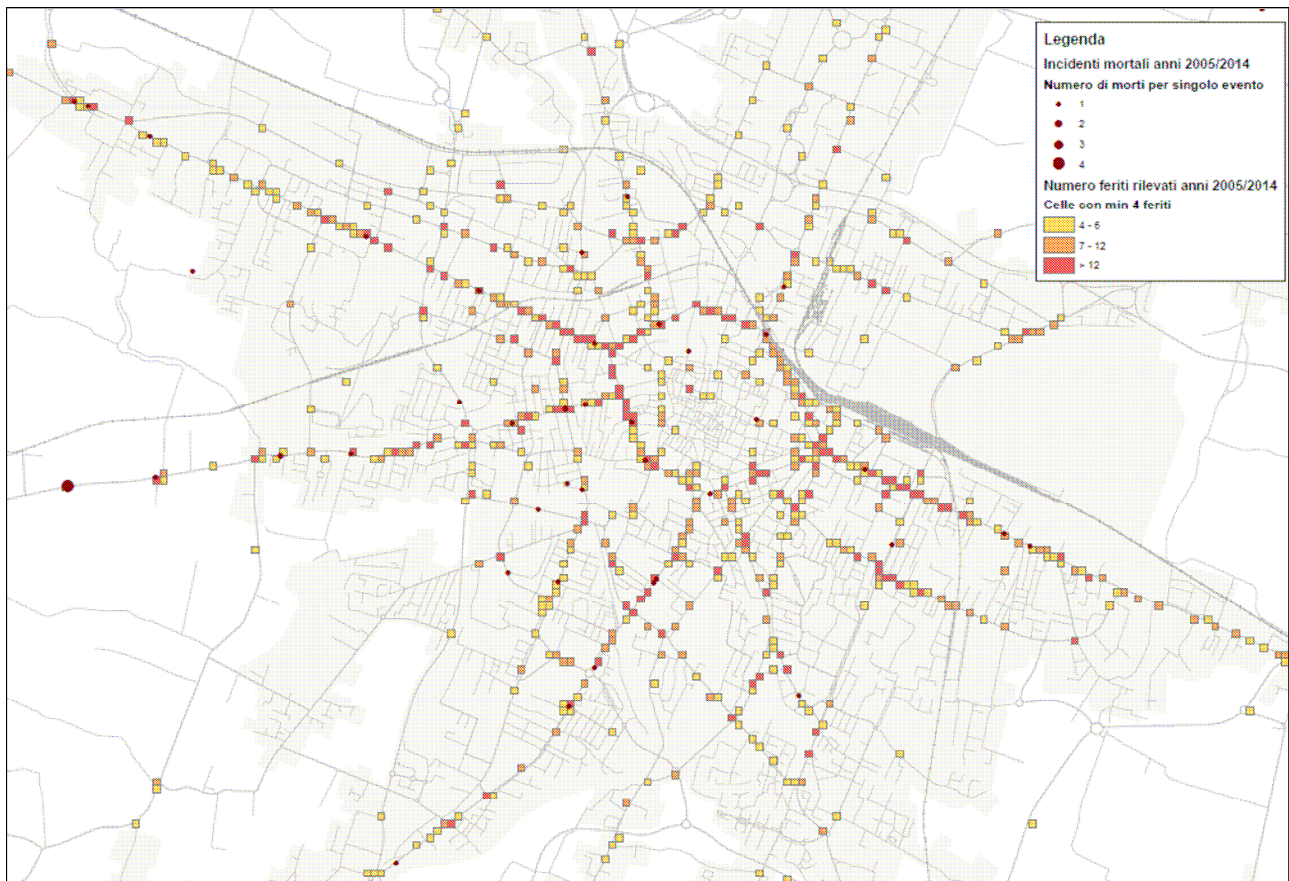 Legenda
Incidenti mortali anni 2005/2014
Numero di morti per singolo evento
1
2
3
4
Numero feriti rilevati anni 2005/2014
Celle con min 4 feriti
4 - 6
7 - 12
> 12